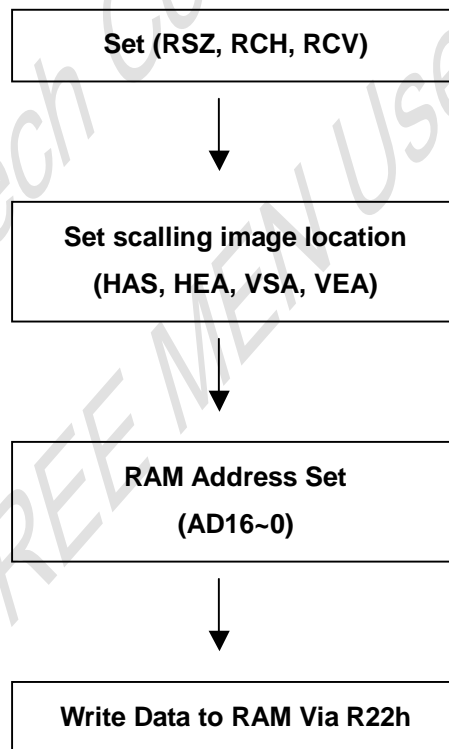 Set (RSZ, RCH, RCV)
Set scalling image location
(HAS, HEA, VSA, VEA)
RAM Address Set
(AD16~0)
Write Data to RAM Via R22h